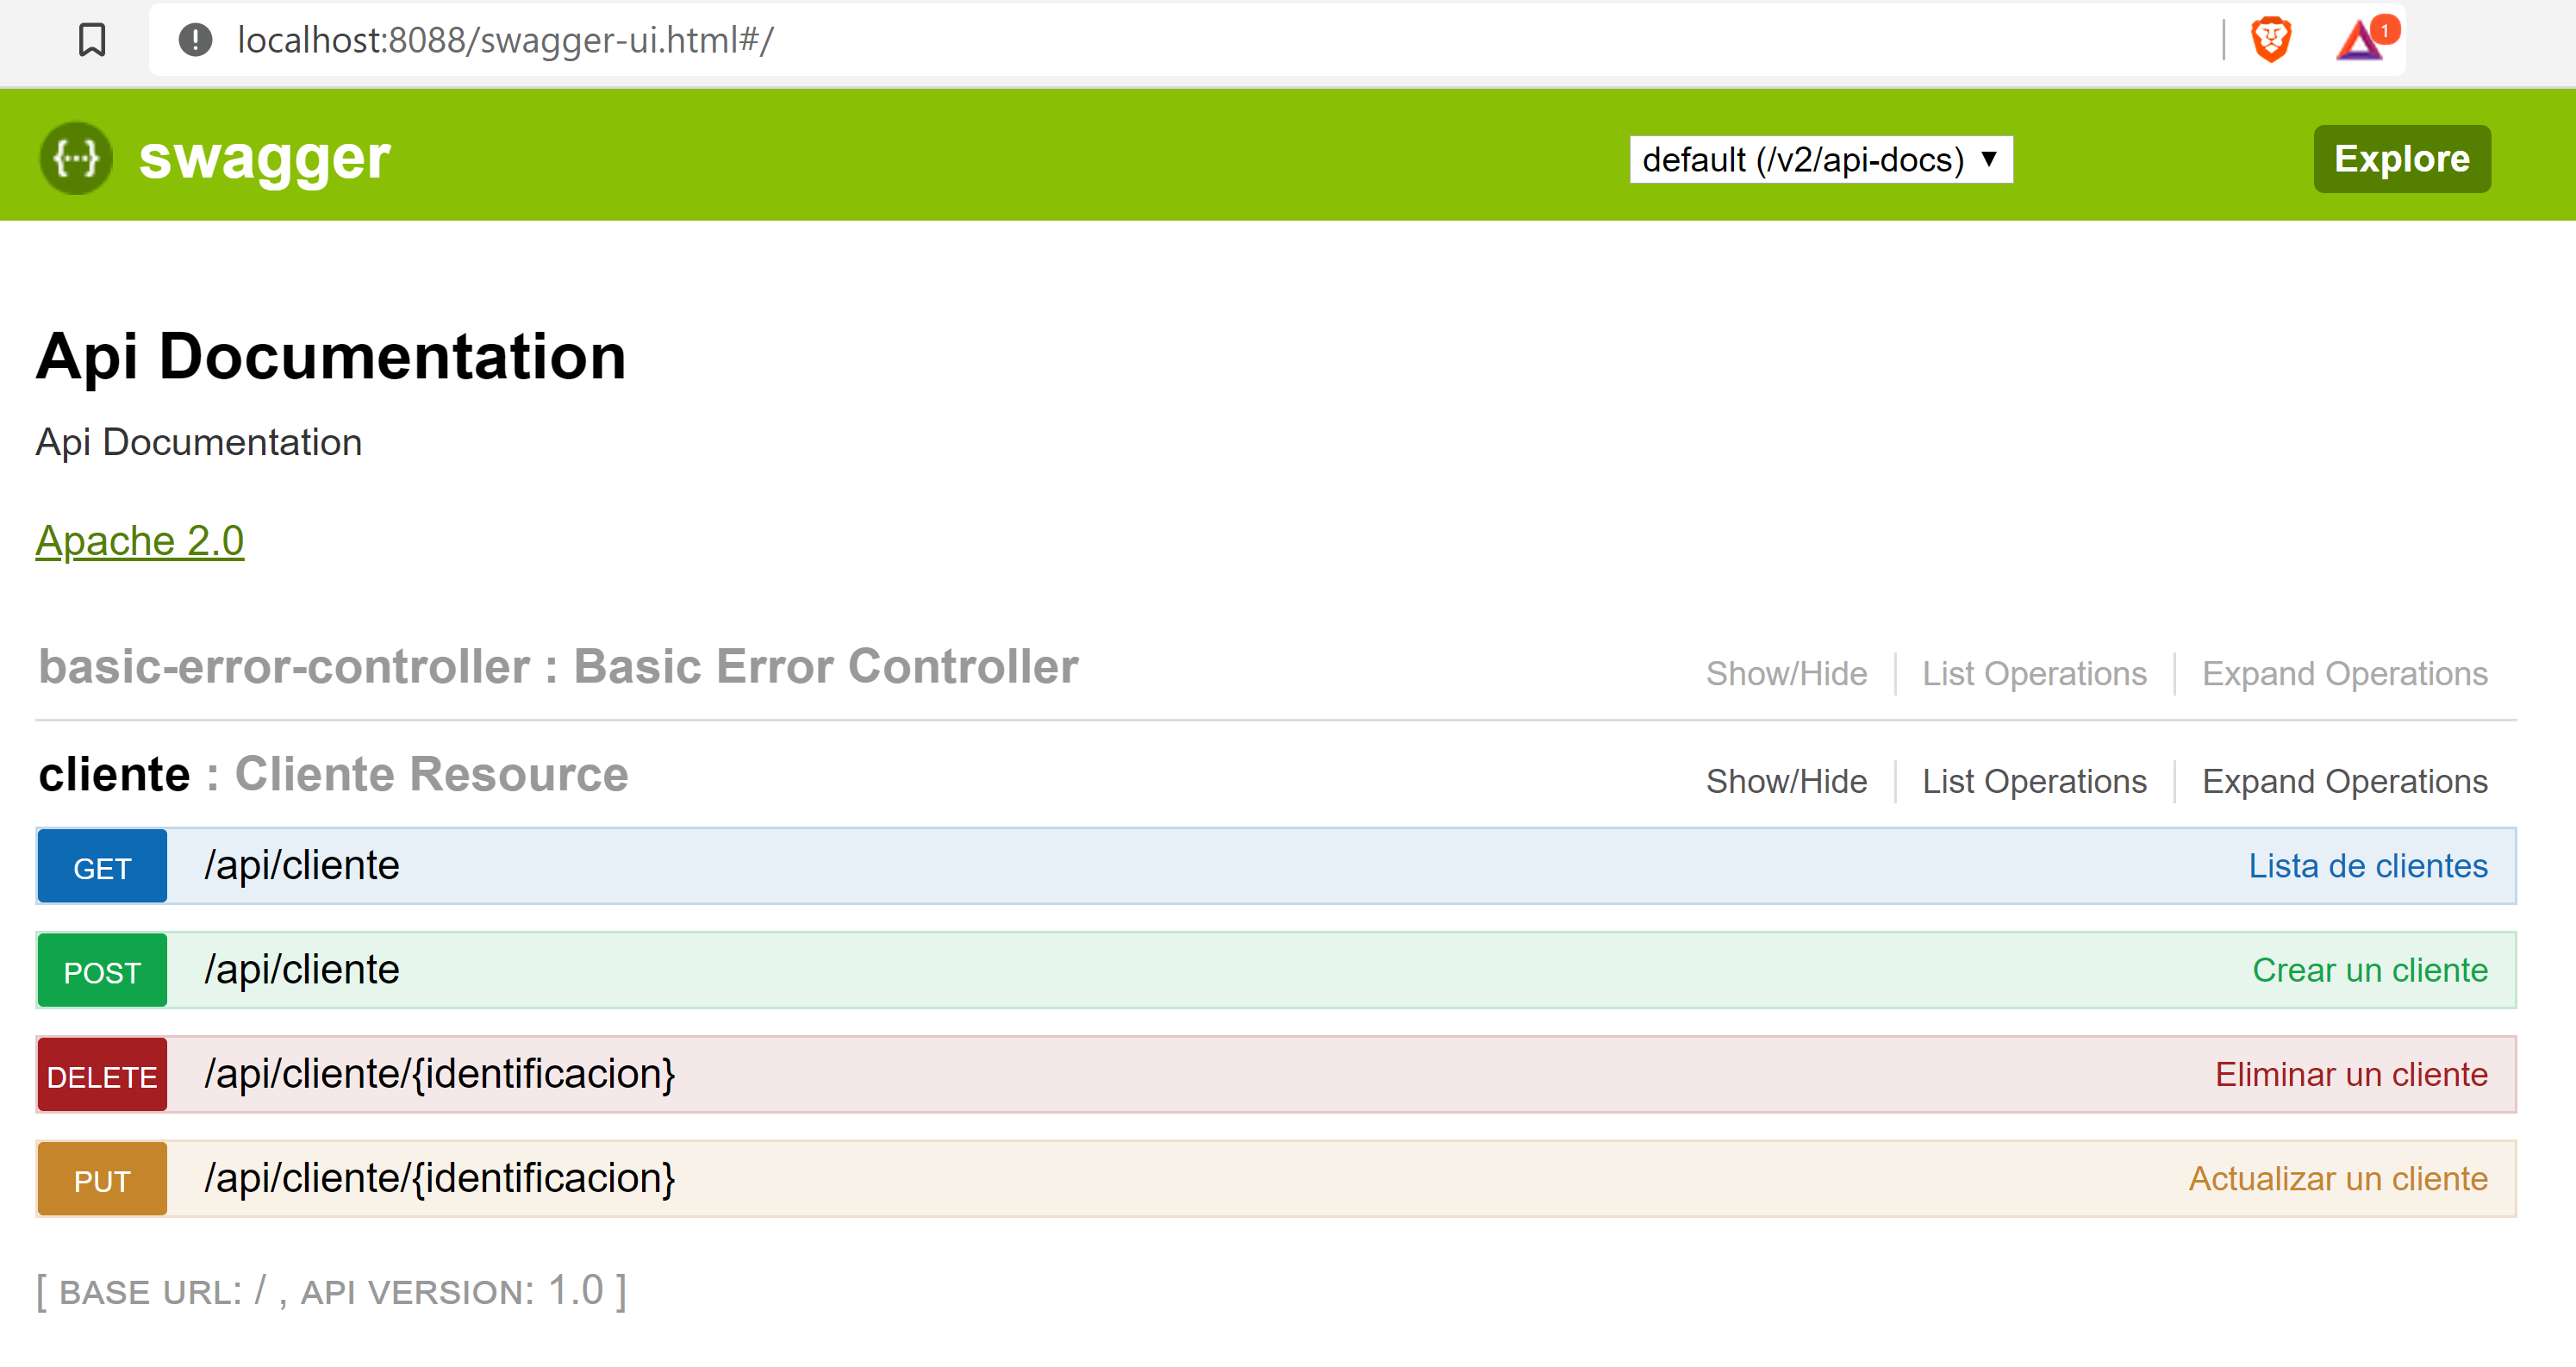 localhost:8088/swagger-ui.html#/
1
{···} swagger default (/v2/api-docs) ▼ Explore
Api Documentation
Api Documentation
Apache 2.0
basic-error-controller : Basic Error Controller Show/Hide List Operations Expand Operations
cliente : Cliente Resource Show/Hide List Operations Expand Operations
GET /api/cliente Lista de clientes
POST /api/cliente Crear un cliente
DELETE /api/cliente/{identificacion} Eliminar un cliente
PUT /api/cliente/{identificacion} Actualizar un cliente
[ BASE URL: / , API VERSION: 1.0 ]